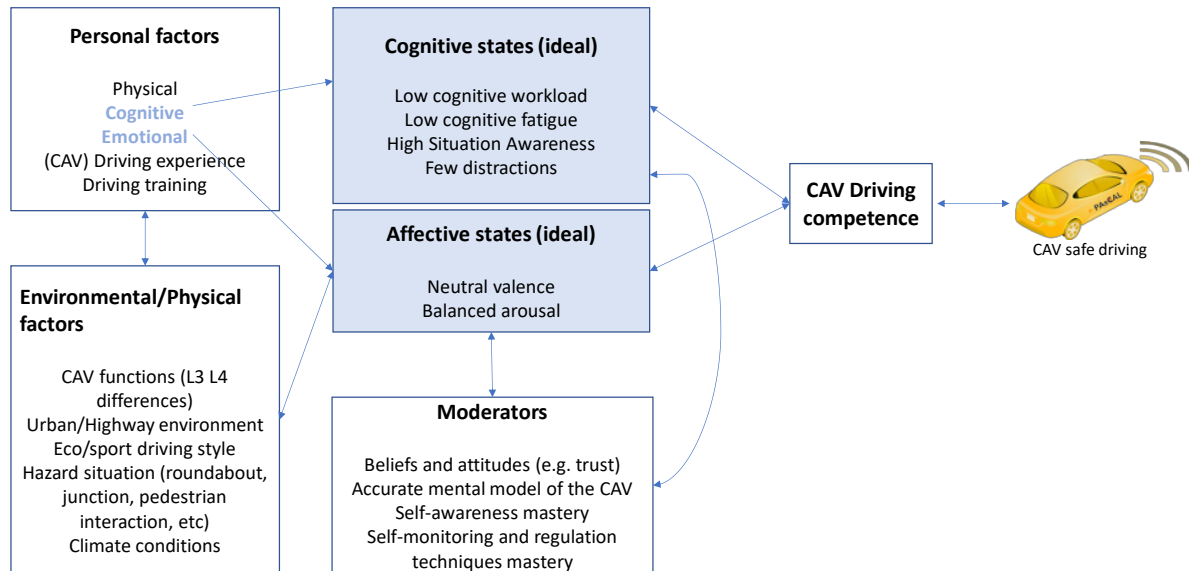 Personal factors
Physical
Cognitive
Emotional
(CAV) Driving experience
Driving training
Environmental/Physical
factors
CAV functions (L3 L4
differences)
Urban/Highway environment
Eco/sport driving style
Hazard situation (roundabout,
junction, pedestrian
interaction, etc)
Climate conditions
Cognitive states (ideal)
Low cognitive workload
Low cognitive fatigue
High Situation Awareness
Few distractions
Affective states (ideal)
Neutral valence
Balanced arousal
Moderators
Beliefs and attitudes (e.g. trust)
Accurate mental model of the CAV
Self-awareness mastery
Self-monitoring and regulation
techniques mastery
CAV Driving
competence
PAsCAL
CAV safe driving